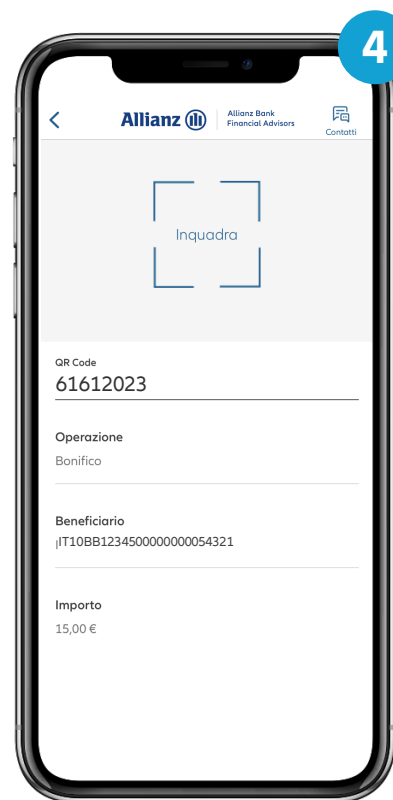 4
Allianz
Allianz Bank
Financial Advisors
Contatti
Inquadra
QR Code
61612023
Operazione
Bonifico
Beneficiario
IT10BB1234500000000054321
Importo
15,00 €